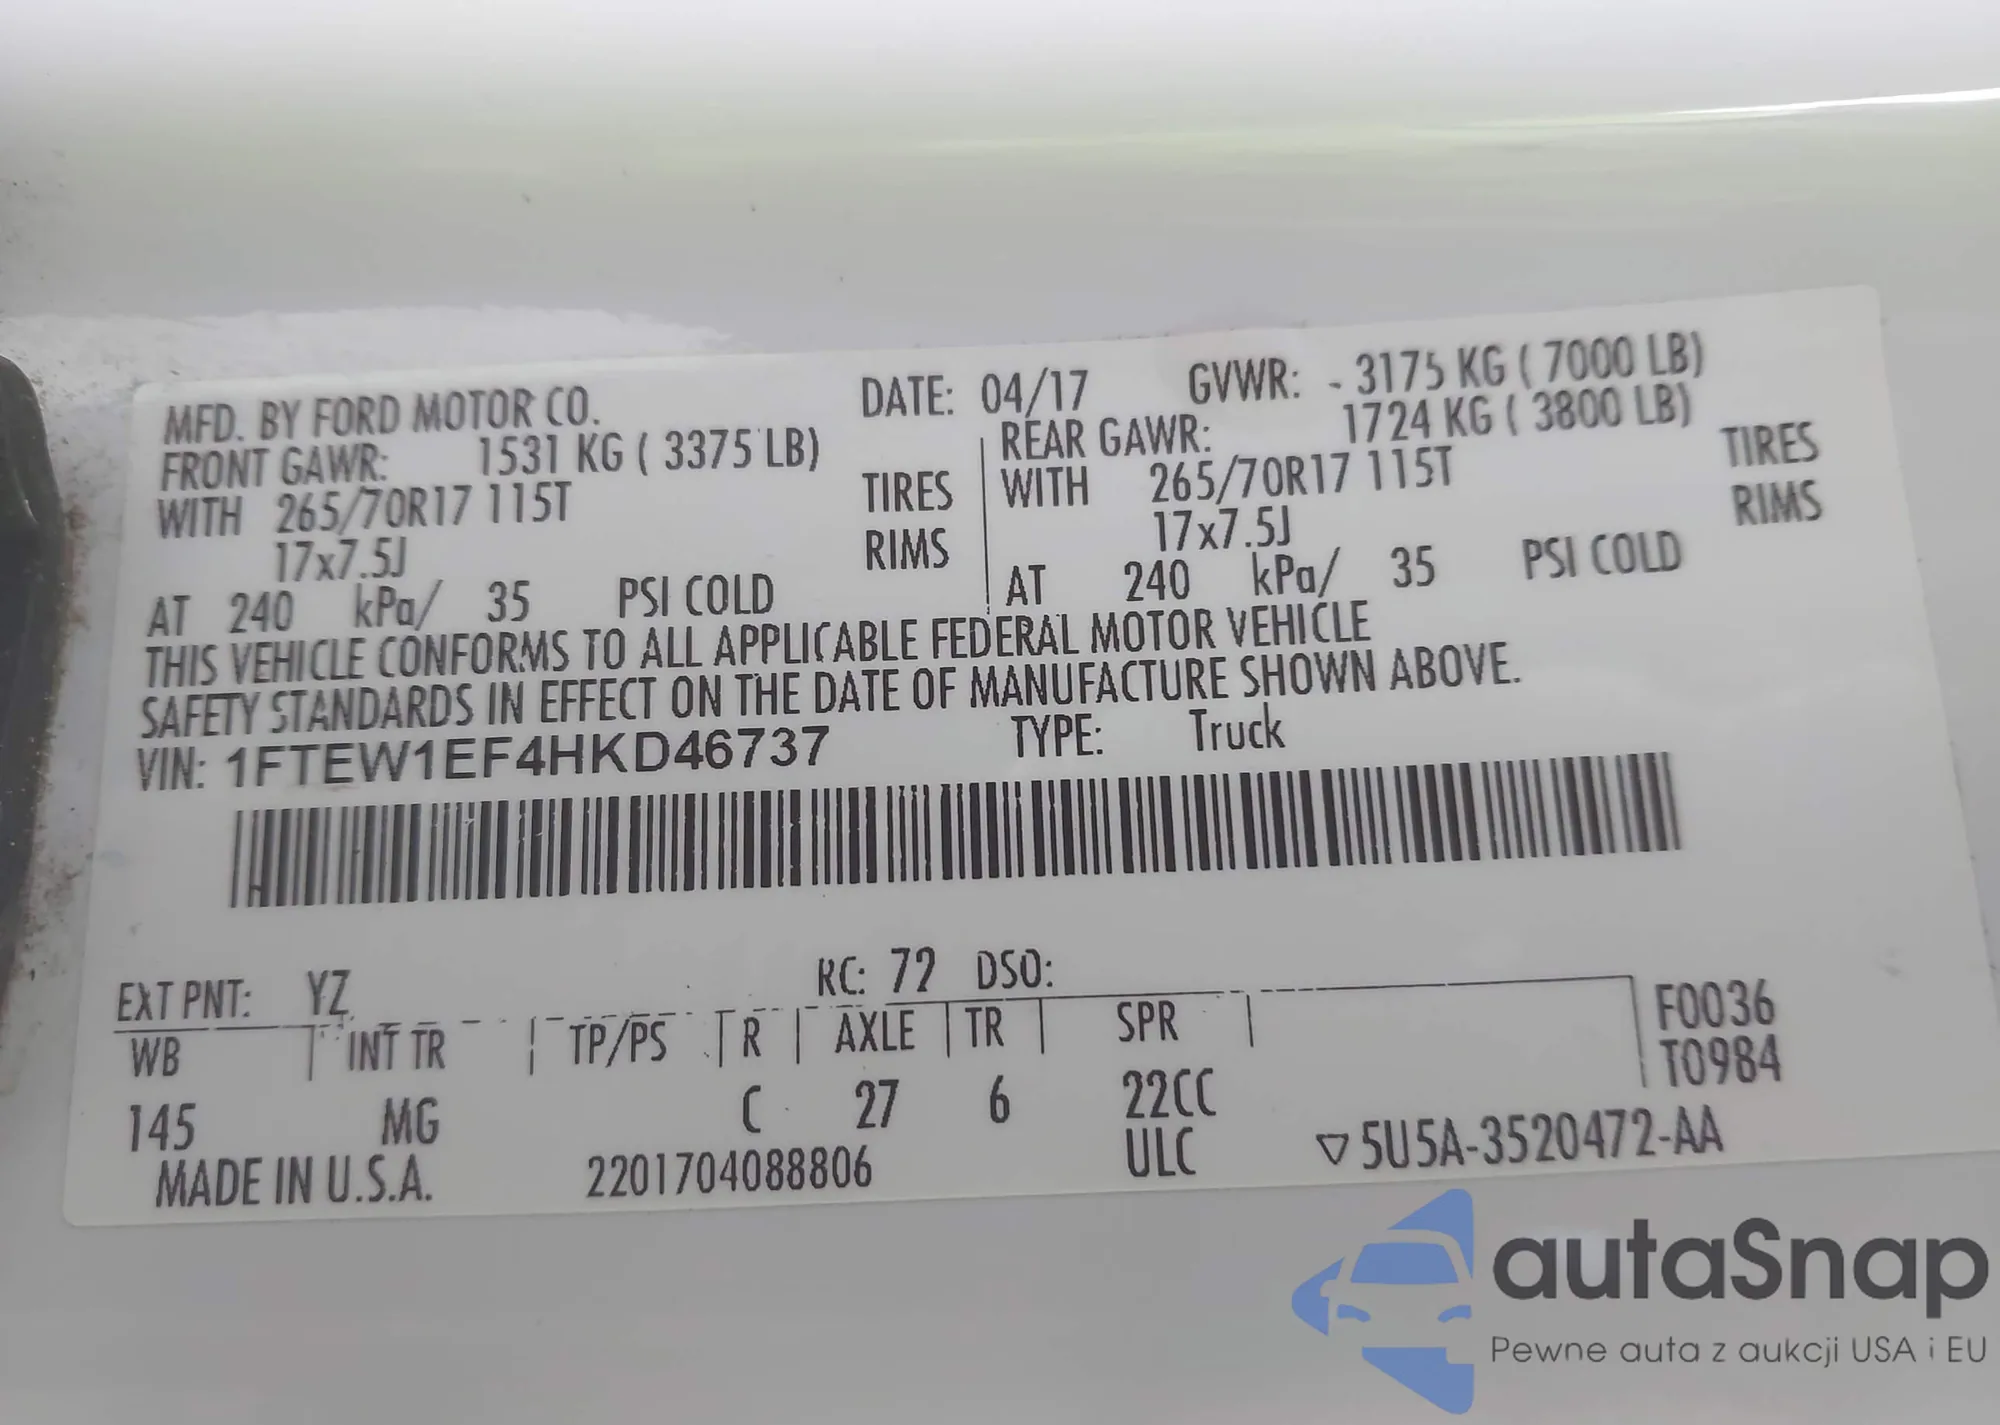 MFD. BY FORD MOTOR CO. DATE: 04/17 GVWR: - 3175 KG ( 7000 LB)
FRONT GAWR: 1531 KG ( 3375 LB) REAR GAWR: 1724 KG ( 3800 LB)
WITH 265/70R17 115T TIRES WITH 265/70R17 115T TIRES
17x7.5J RIMS 17x7.5J RIMS
AT 240 kPa/ 35 PSI COLD AT 240 kPa/ 35 PSI COLD
THIS VEHICLE CONFORMS TO ALL APPLICABLE FEDERAL MOTOR VEHICLE
SAFETY STANDARDS IN EFFECT ON THE DATE OF MANUFACTURE SHOWN ABOVE.
VIN: 1FTEW1EF4HKD46737 TYPE: Truck
EXT PNT: YZ RC: 72 DSO:
WB INT TR TP/PS R AXLE TR SPR F0036
T0984
145 MG C 27 6 22CC
MADE IN U.S.A. 2201704088806 ULC ▽5U5A-3520472-AA
autaSnap
Pewne auta z aukcji USA i EU